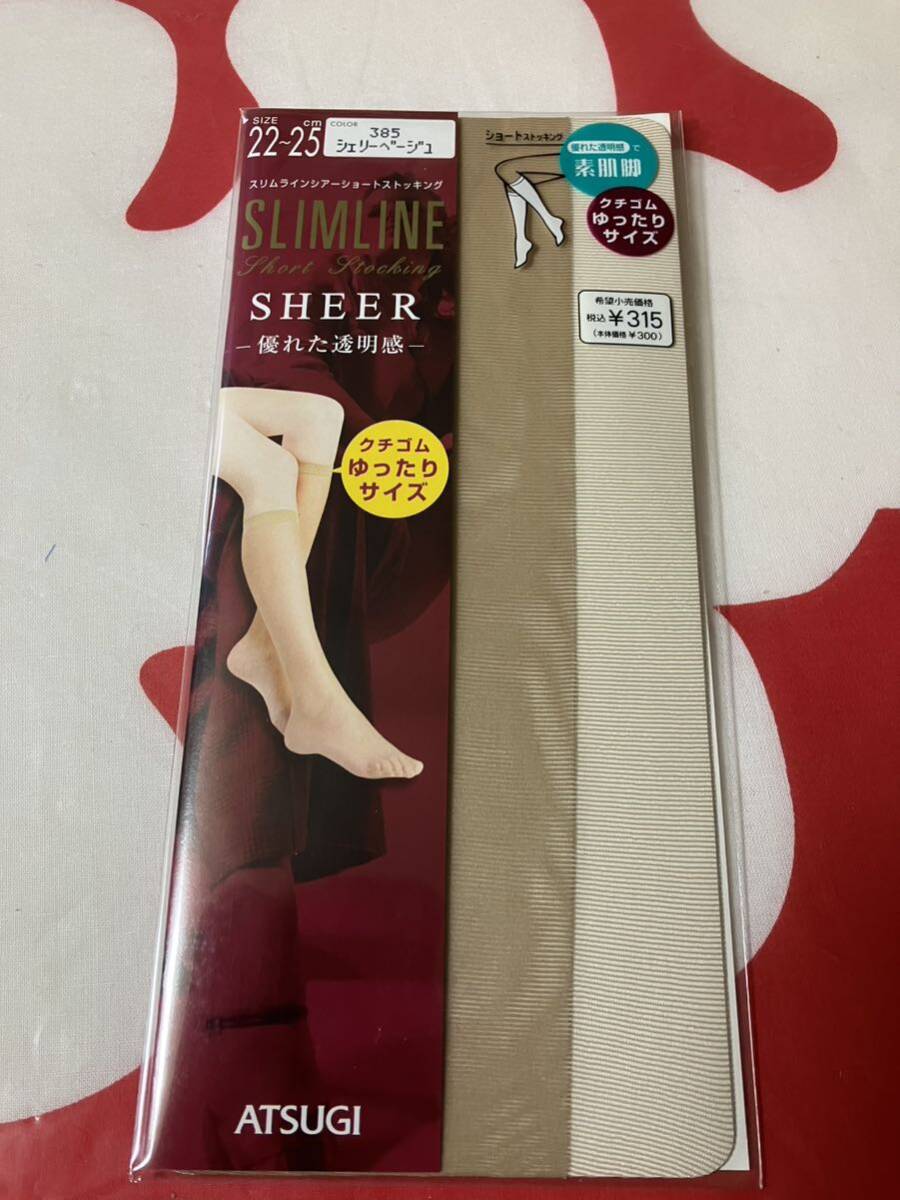 SIZE
22~25cm
COLOR
385
シェリーベージュ
スリムラインシアーショートストッキング
SLIMLINE
Short Stocking
SHEER
－優れた透明感－
クチゴム
ゆったり
サイズ
ATSUGI
ショートストッキング
優れた透明感で
素肌脚
クチゴム
ゆったり
サイズ
希望小売価格
税込¥315
(本体価格¥300)